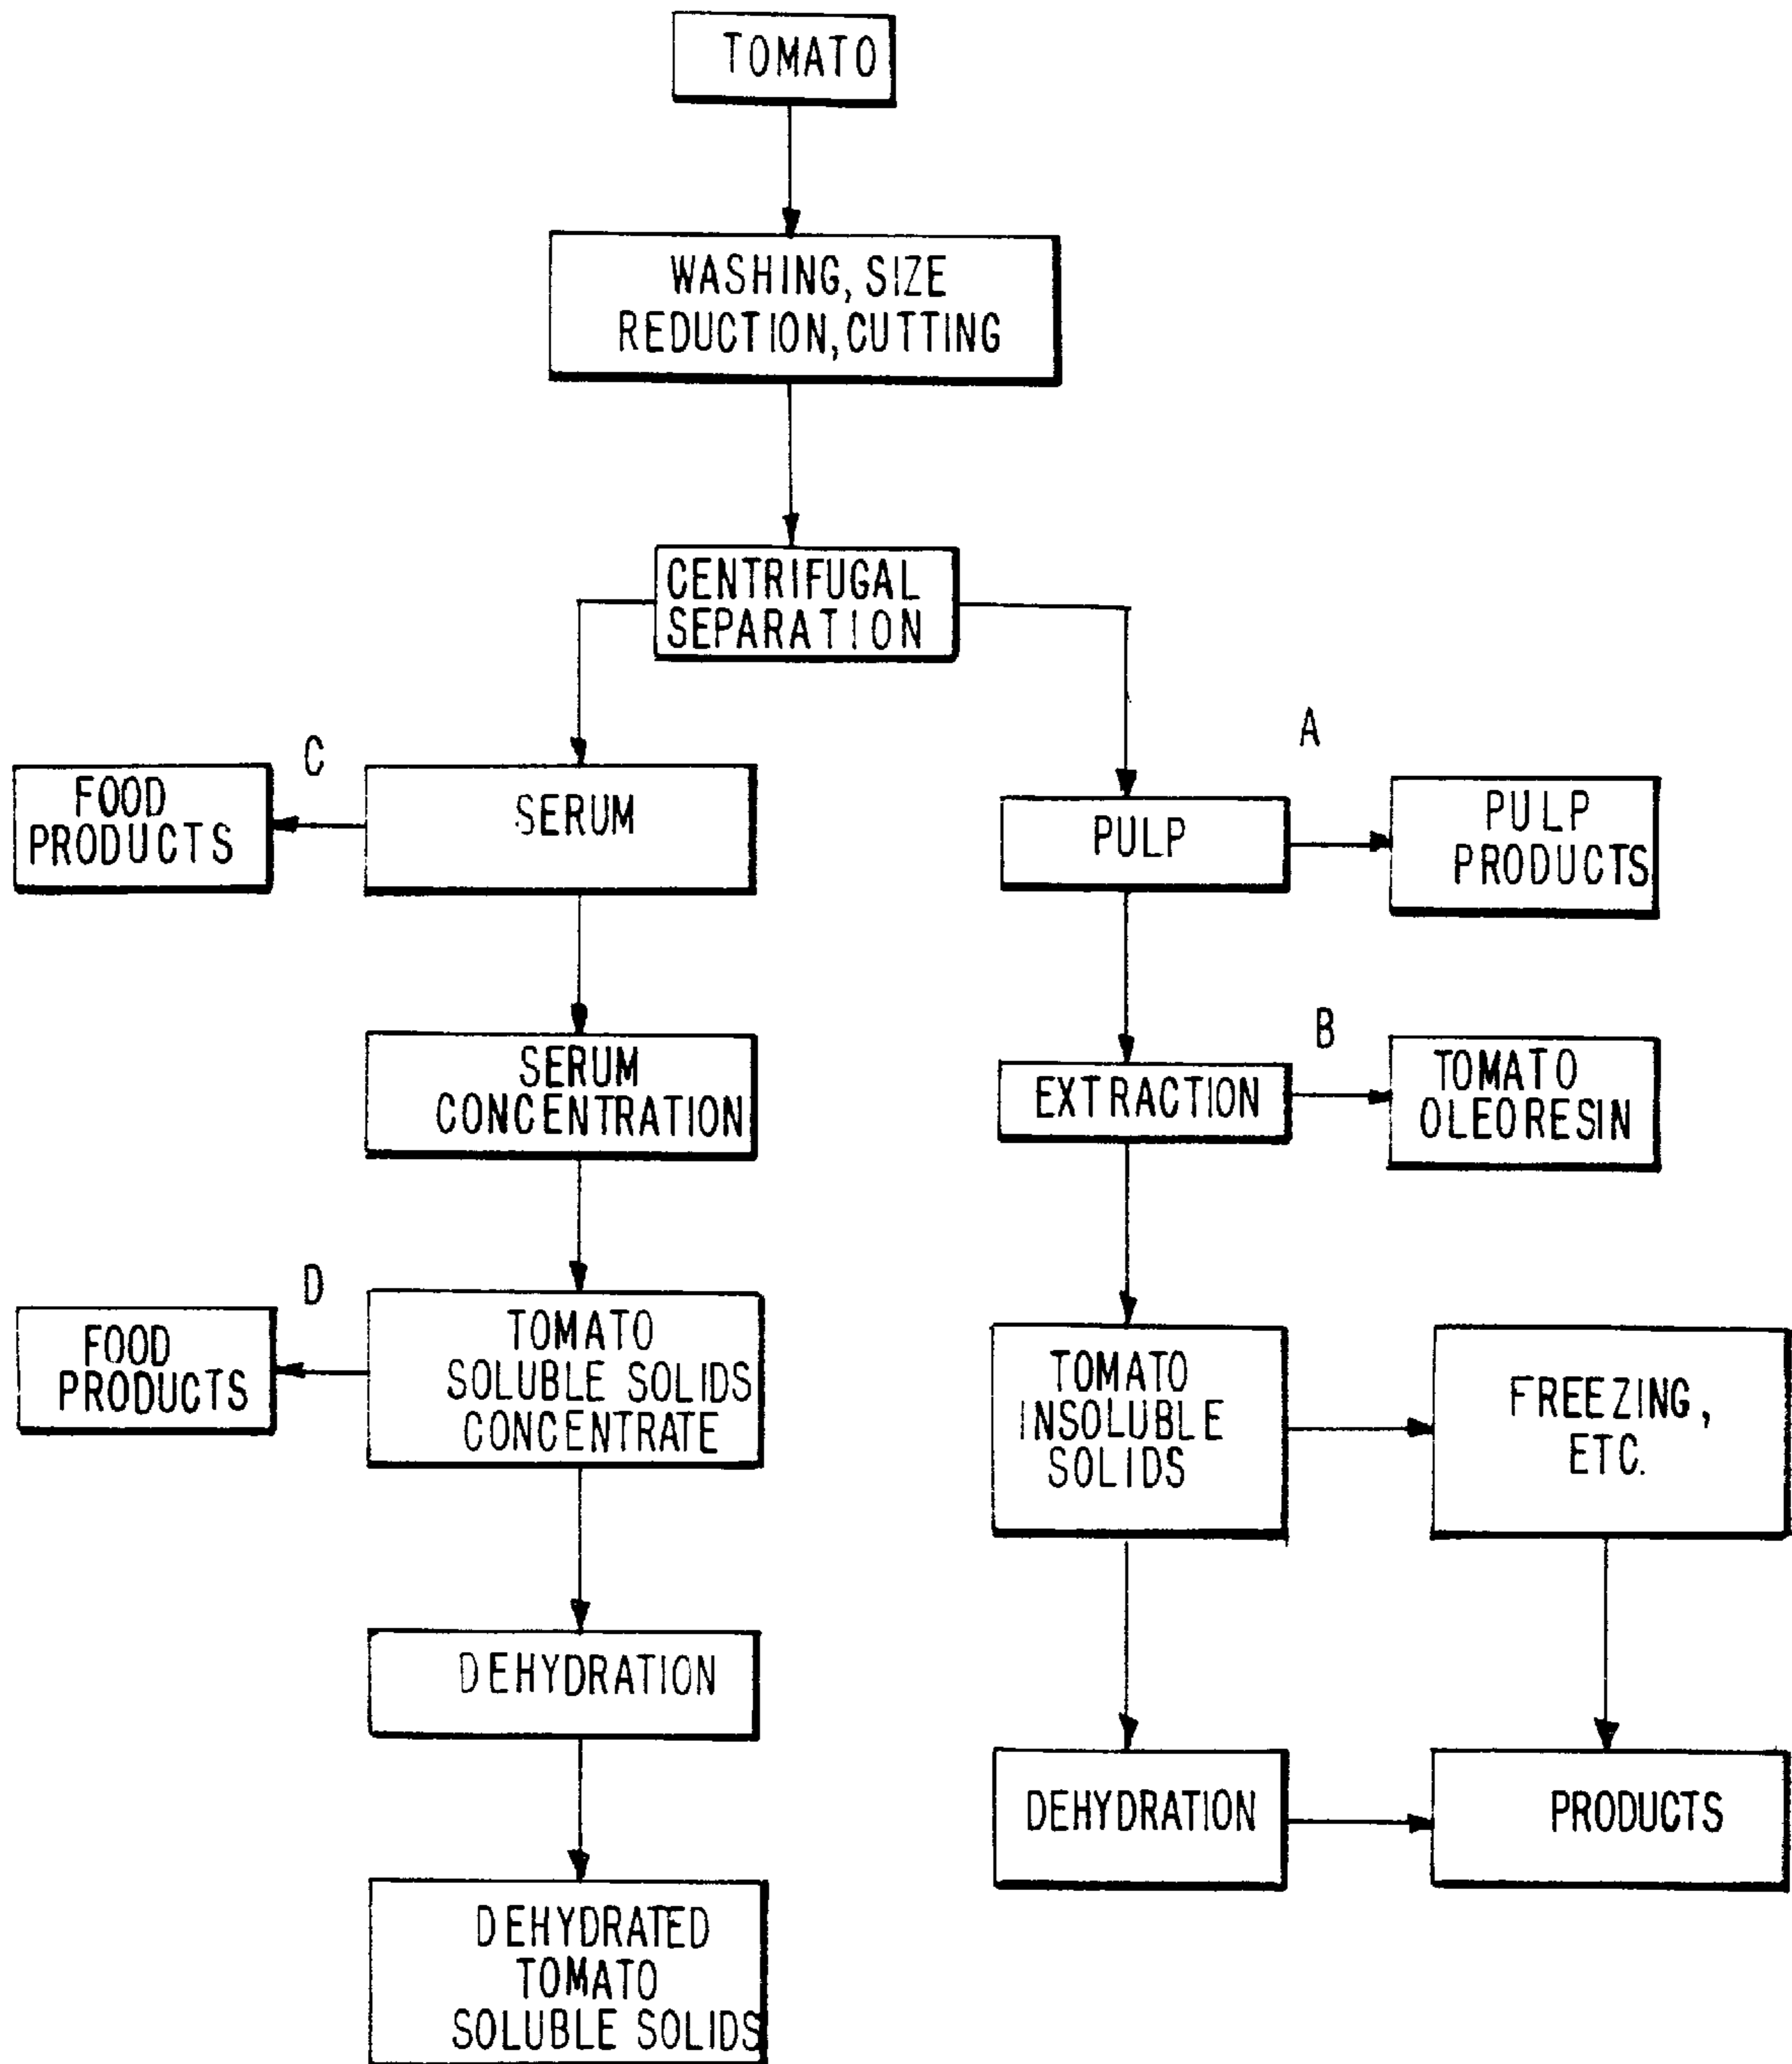 TOMATO
WASHING, SIZE
REDUCTION, CUTTING
CENTRIFUGAL
SEPARATION
C
FOOD
PRODUCTS
SERUM
A
PULP
PULP
PRODUCTS
SERUM
CONCENTRATION
B
EXTRACTION
TOMATO
OLEORESIN
D
FOOD
PRODUCTS
TOMATO
SOLUBLE SOLIDS
CONCENTRATE
TOMATO
INSOLUBLE
SOLIDS
FREEZING,
ETC.
DEHYDRATION
DEHYDRATION
PRODUCTS
DEHYDRATED
TOMATO
SOLUBLE SOLIDS